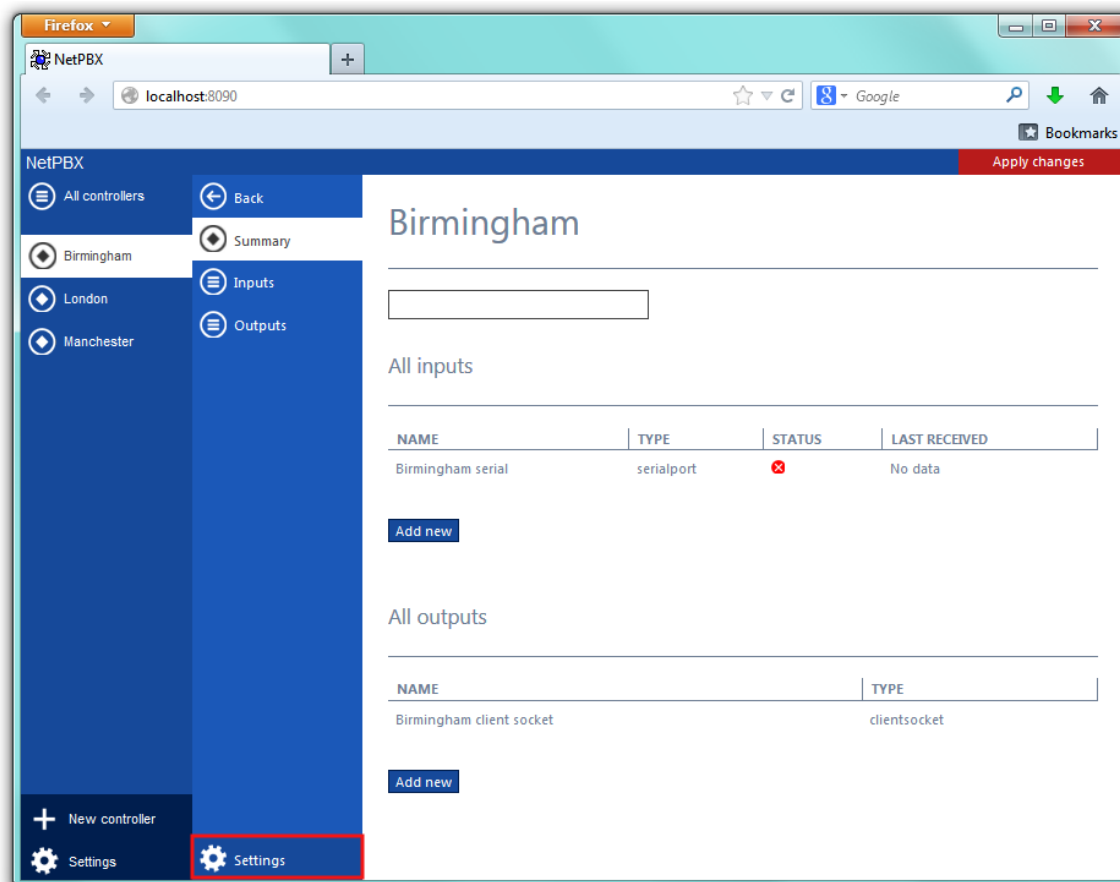 Firefox
NetPBX
localhost:8090
Google
Bookmarks
NetPBX
Apply changes
All controllers
Birmingham
London
Manchester
New controller
Settings
Back
Summary
Inputs
Outputs
Settings
Birmingham
All inputs
NAME TYPE STATUS LAST RECEIVED
Birmingham serial serialport No data
Add new
All outputs
NAME TYPE
Birmingham client socket clientsocket
Add new